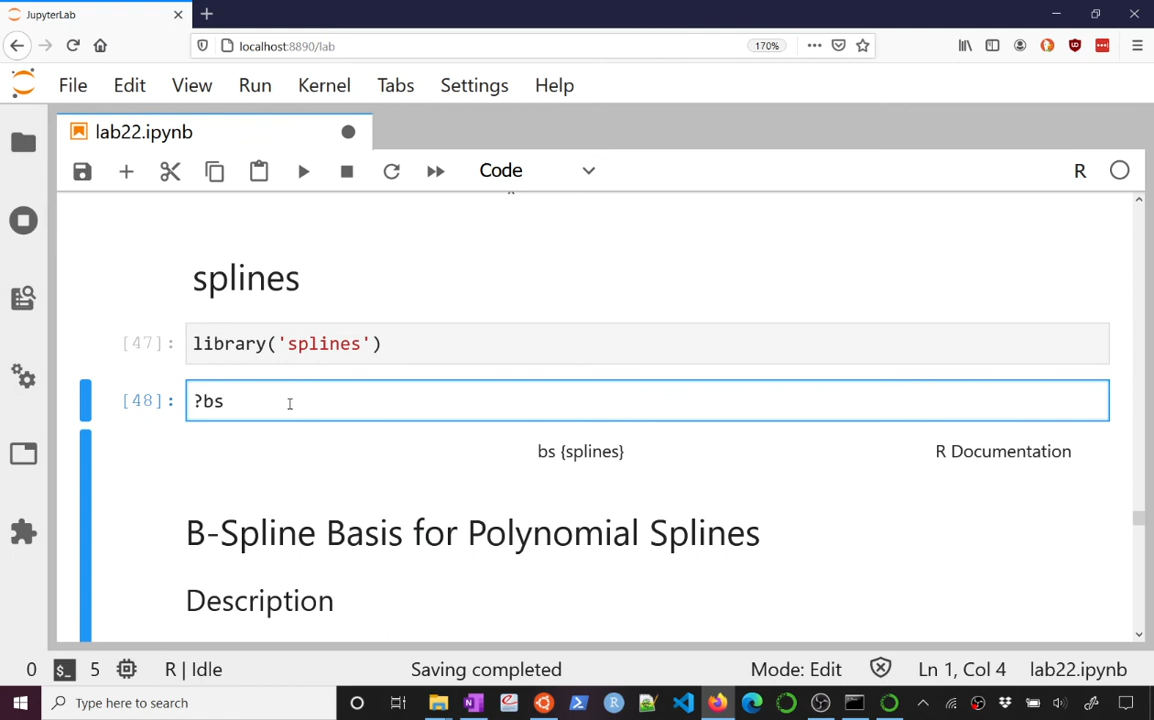 JupyterLab
localhost:8890/lab
170%
File Edit View Run Kernel Tabs Settings Help
lab22.ipynb
Code
R
splines
[47]: library('splines')
[48]: ?bs
bs {splines} R Documentation
B-Spline Basis for Polynomial Splines
Description
0 5 R | Idle Saving completed Mode: Edit Ln 1, Col 4 lab22.ipynb
Type here to search